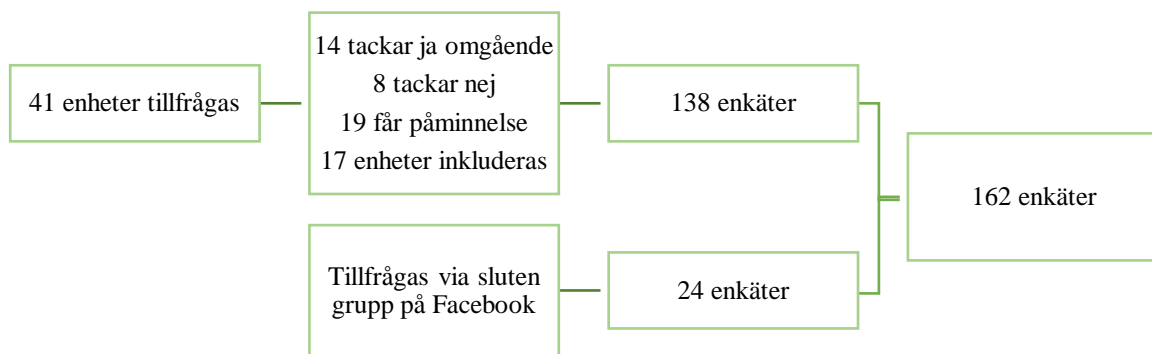 41 enheter tillfrågas
14 tackar ja omgående
8 tackar nej
19 får påminnelse
17 enheter inkluderas
138 enkäter
Tillfrågas via sluten
grupp på Facebook
24 enkäter
162 enkäter